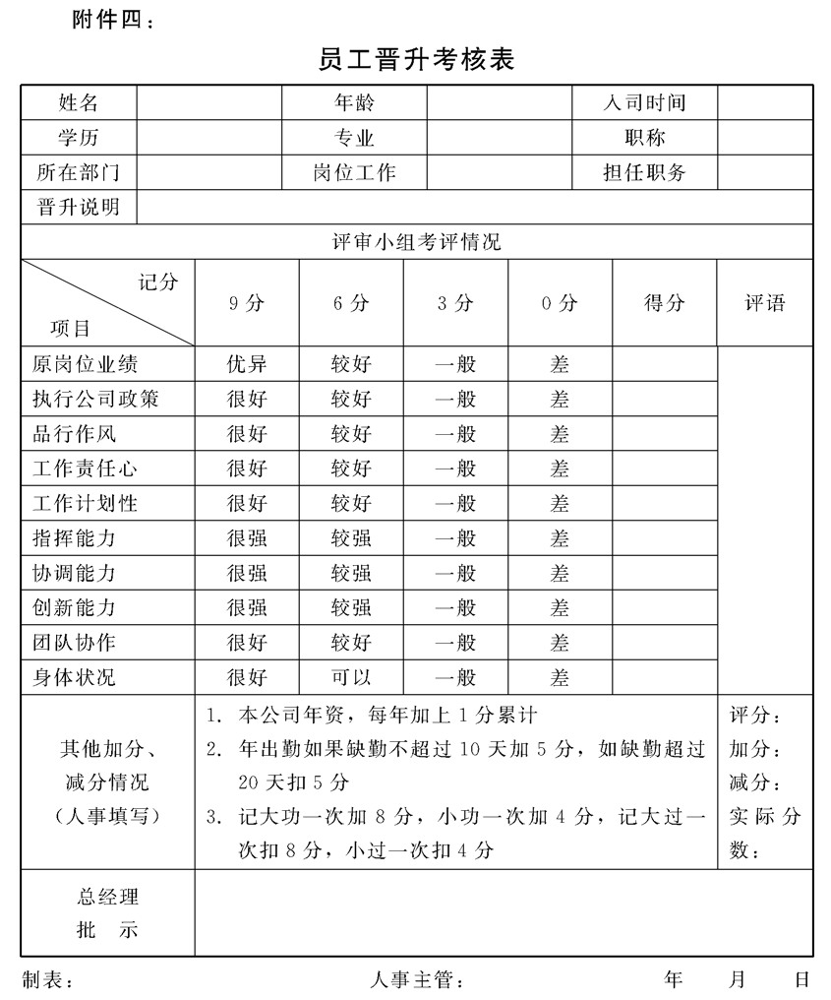 附件四：
员工晋升考核表
姓名 年龄 入司时间
学历 专业 职称
所在部门 岗位工作 担任职务
晋升说明
评审小组考评情况
记分
项目 9分 6分 3分 0分 得分 评语
原岗位业绩 优异 较好 一般 差
执行公司政策 很好 较好 一般 差
品行作风 很好 较好 一般 差
工作责任心 很好 较好 一般 差
工作计划性 很好 较好 一般 差
指挥能力 很强 较强 一般 差
协调能力 很强 较强 一般 差
创新能力 很强 较强 一般 差
团队协作 很好 较好 一般 差
身体状况 很好 可以 一般 差
其他加分、
减分情况
（人事填写）
1. 本公司年资，每年加上1分累计
2. 年出勤如果缺勤不超过10天加5分，如缺勤超过
20天扣5分
3. 记大功一次加8分，小功一次加4分，记大过一
次扣8分，小过一次扣4分
评分：
加分：
减分：
实际分
数：
总经理
批 示
制表： 人事主管： 年 月 日